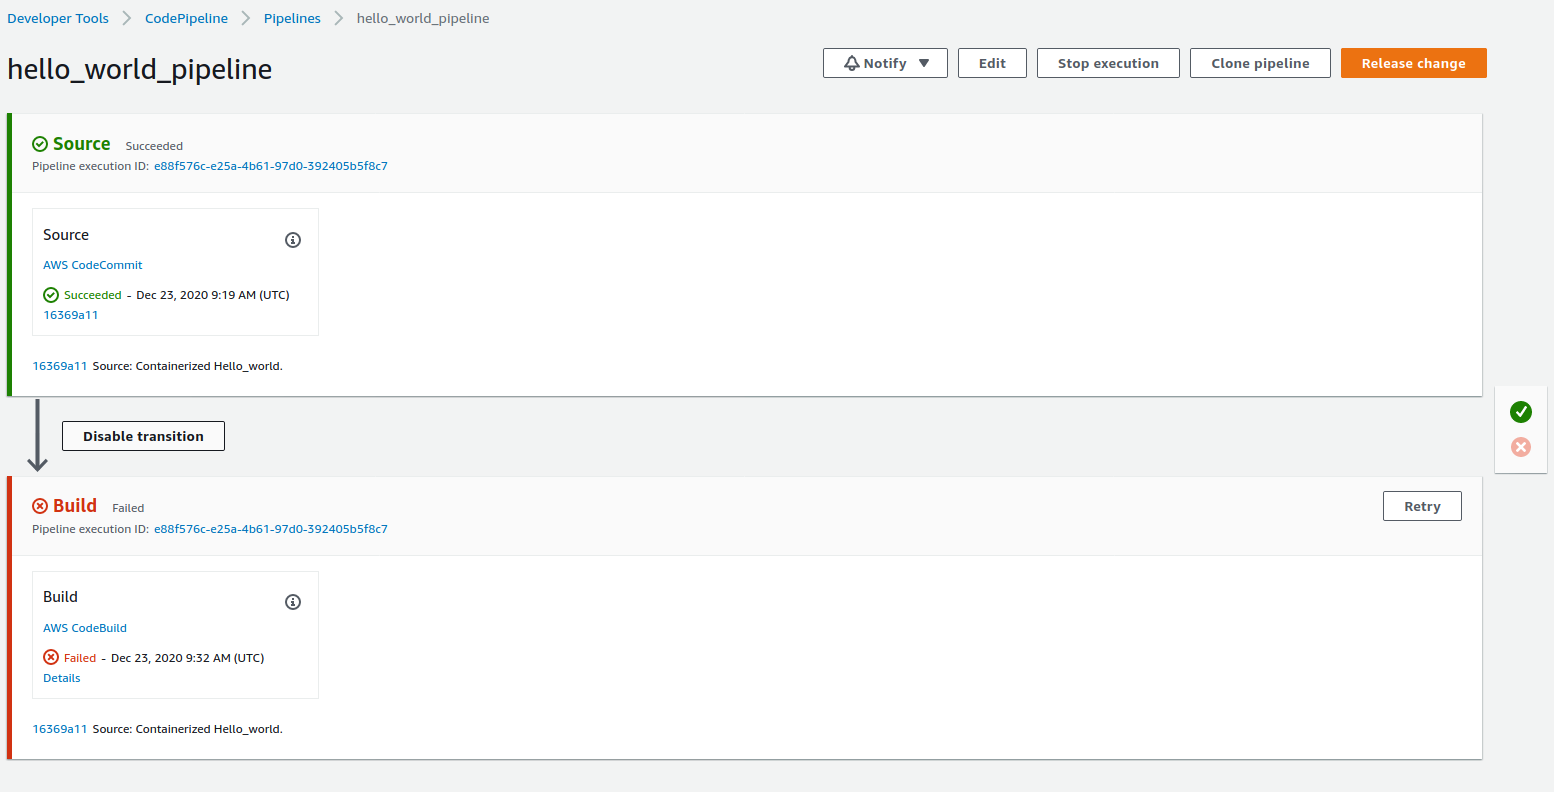 Developer Tools CodePipeline Pipelines hello_world_pipeline
hello_world_pipeline
Notify Edit Stop execution Clone pipeline Release change
Source Succeeded
Pipeline execution ID: e88f576c-e25a-4b61-97d0-392405b5f8c7
Source
AWS CodeCommit
Succeeded - Dec 23, 2020 9:19 AM (UTC)
16369a11
16369a11 Source: Containerized Hello_world.
Disable transition
Build Failed
Retry
Pipeline execution ID: e88f576c-e25a-4b61-97d0-392405b5f8c7
Build
AWS CodeBuild
Failed - Dec 23, 2020 9:32 AM (UTC)
Details
16369a11 Source: Containerized Hello_world.